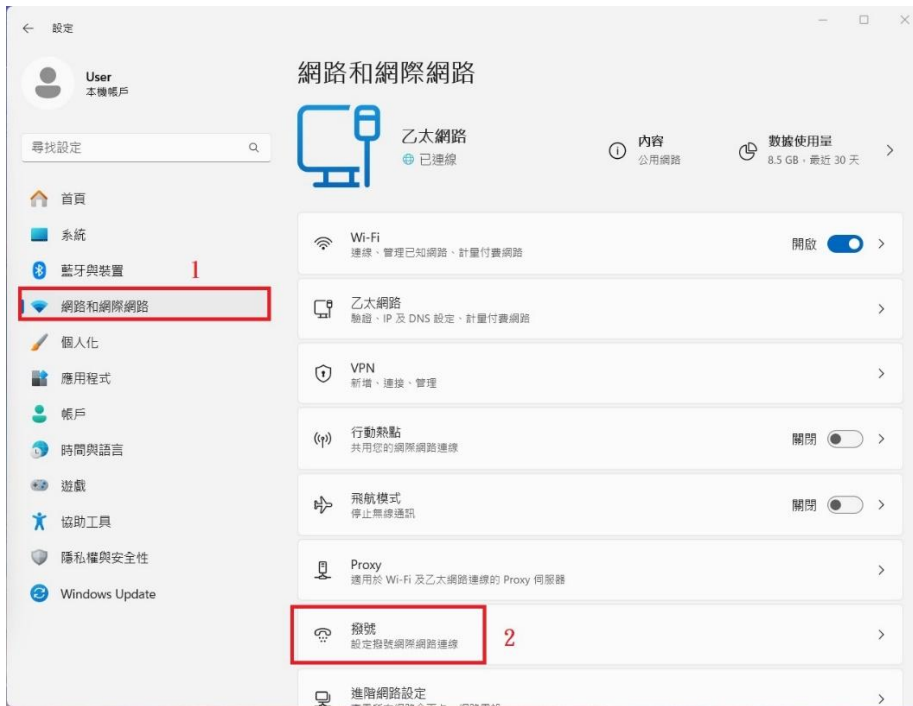 設定
User
本機帳戶
尋找設定
首頁
系統
藍牙與裝置
1
網路和網際網路
個人化
應用程式
帳戶
時間與語言
遊戲
協助工具
隱私權與安全性
Windows Update
網路和網際網路
乙太網路
已連線
內容
公用網路
數據使用量
8.5 GB，最近 30 天
Wi-Fi
連線、管理已知網路、計量付費網路
開啟
乙太網路
驗證、IP 及 DNS 設定、計量付費網路
VPN
新增、連接、管理
行動熱點
共用您的網際網路連線
關閉
飛航模式
停止無線通訊
關閉
Proxy
適用於 Wi-Fi 及乙太網路連線的 Proxy 伺服器
撥號
設定撥號網際網路連線
2
進階網路設定